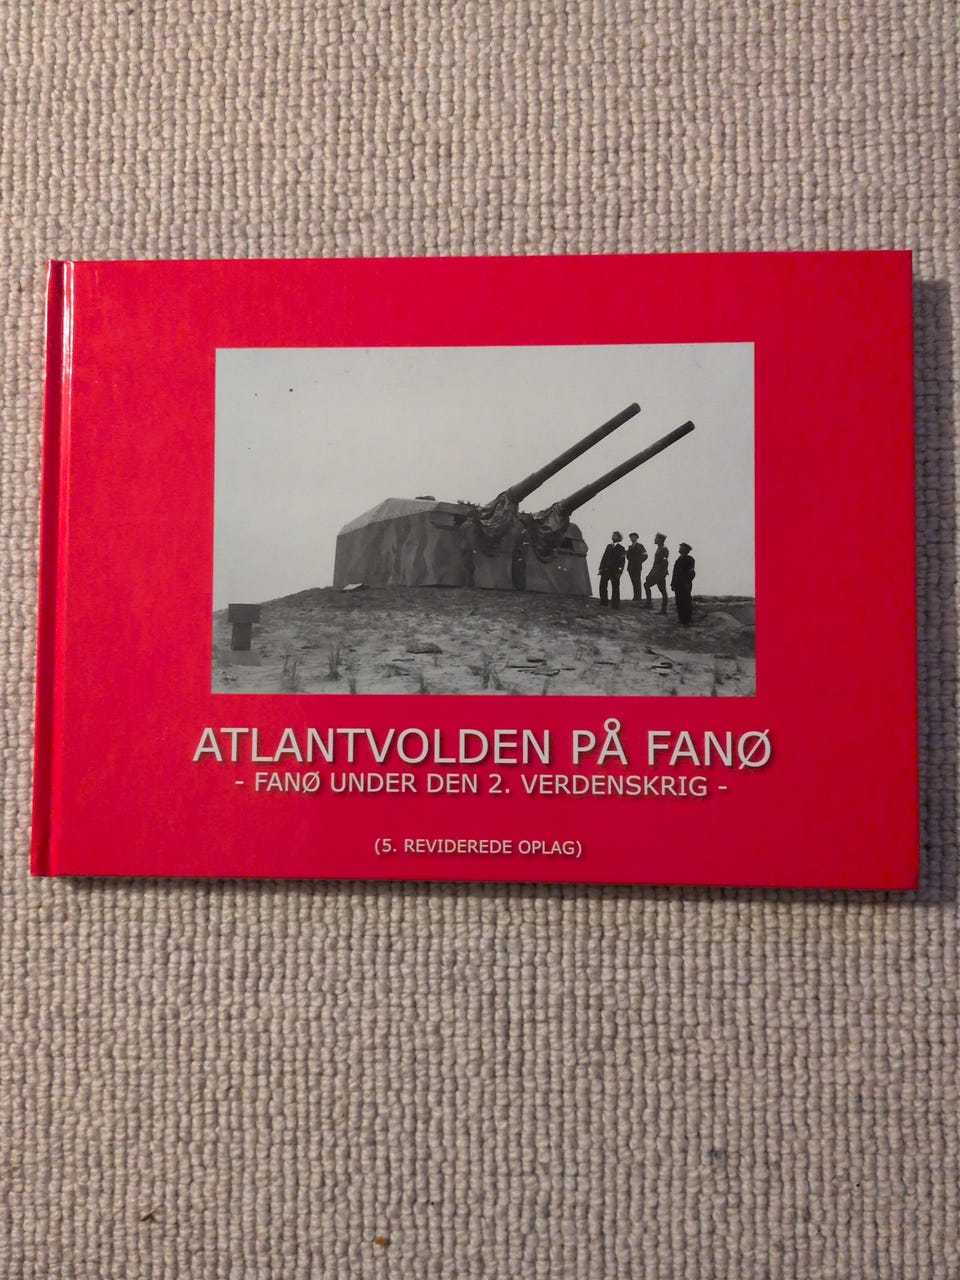 ATLANTVOLDEN PÅ FANØ
- FANØ UNDER DEN 2. VERDENSKRIG -
(5. REVIDEREDE OPLAG)